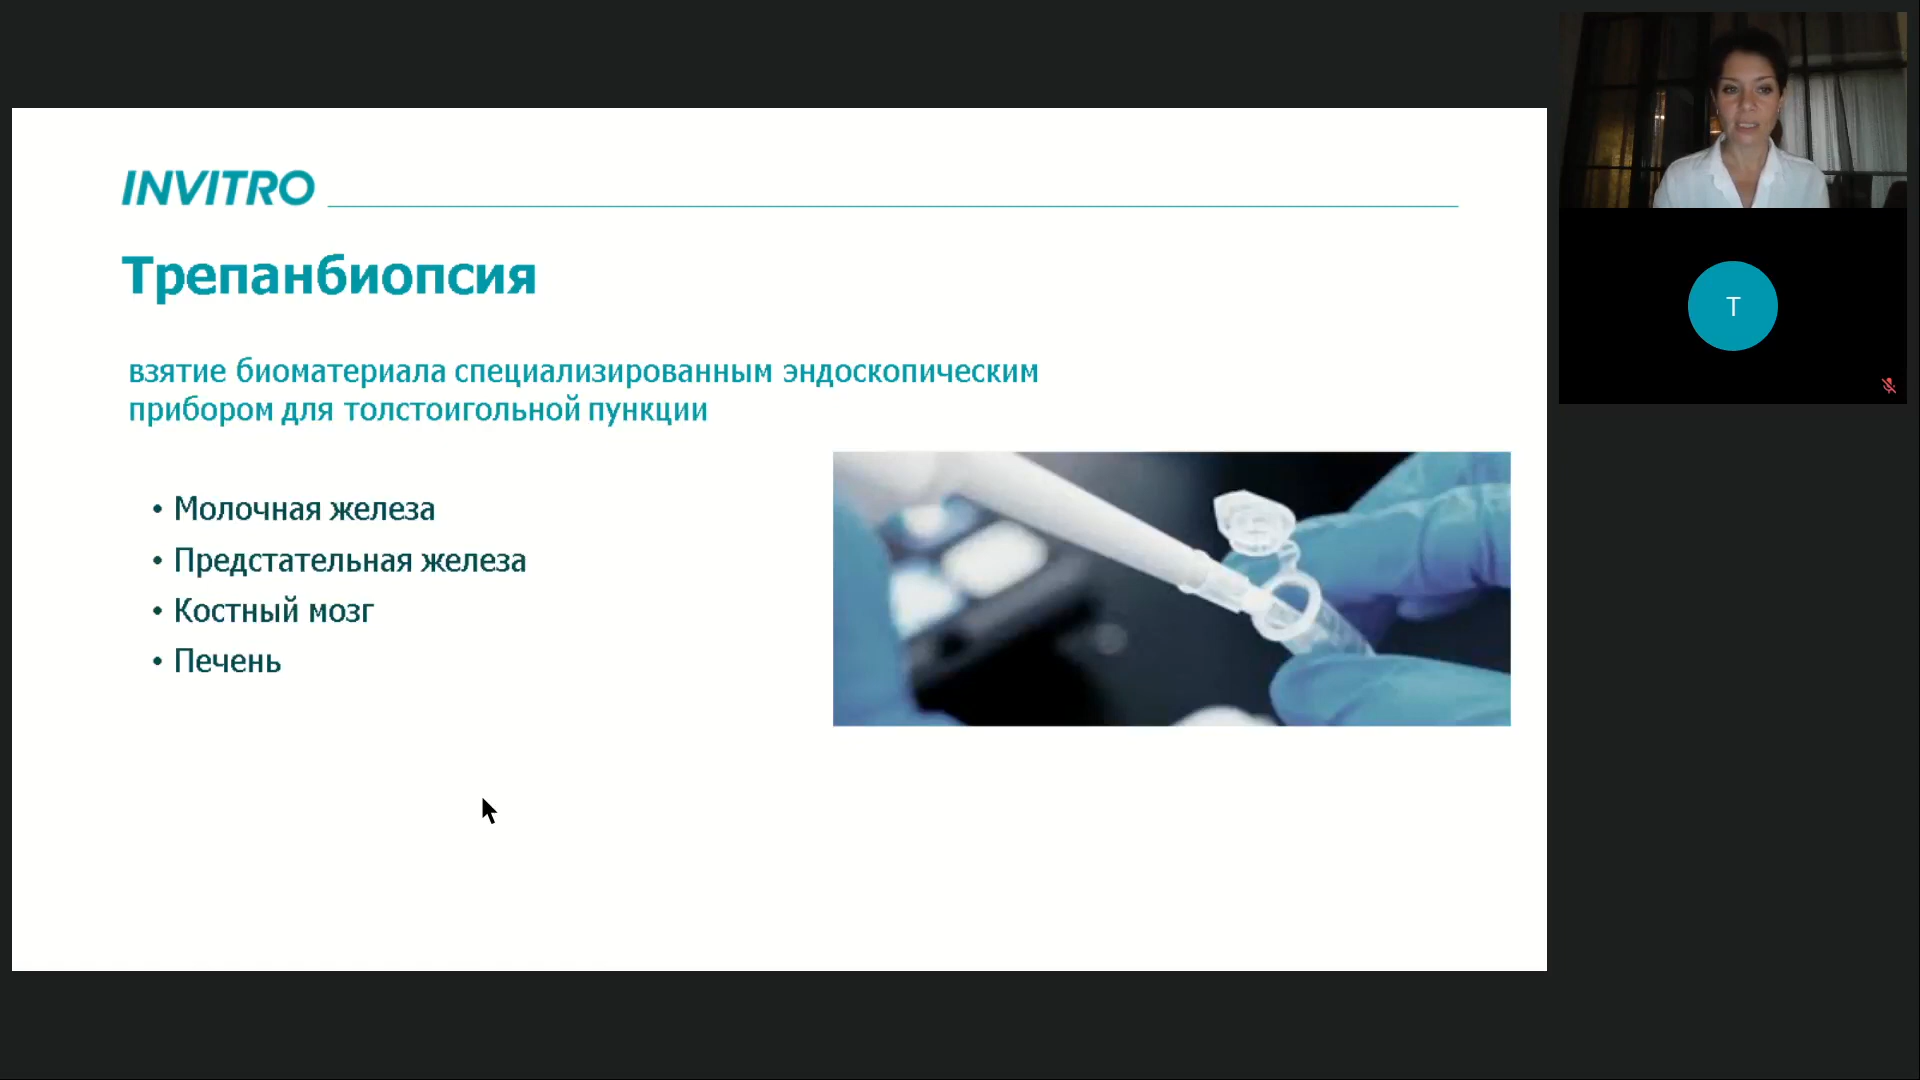 INVITRO
Трепанбиопсия
взятие биоматериала специализированным эндоскопическим
прибором для толстоигольной пункции
• Молочная железа
• Предстательная железа
• Костный мозг
• Печень
T